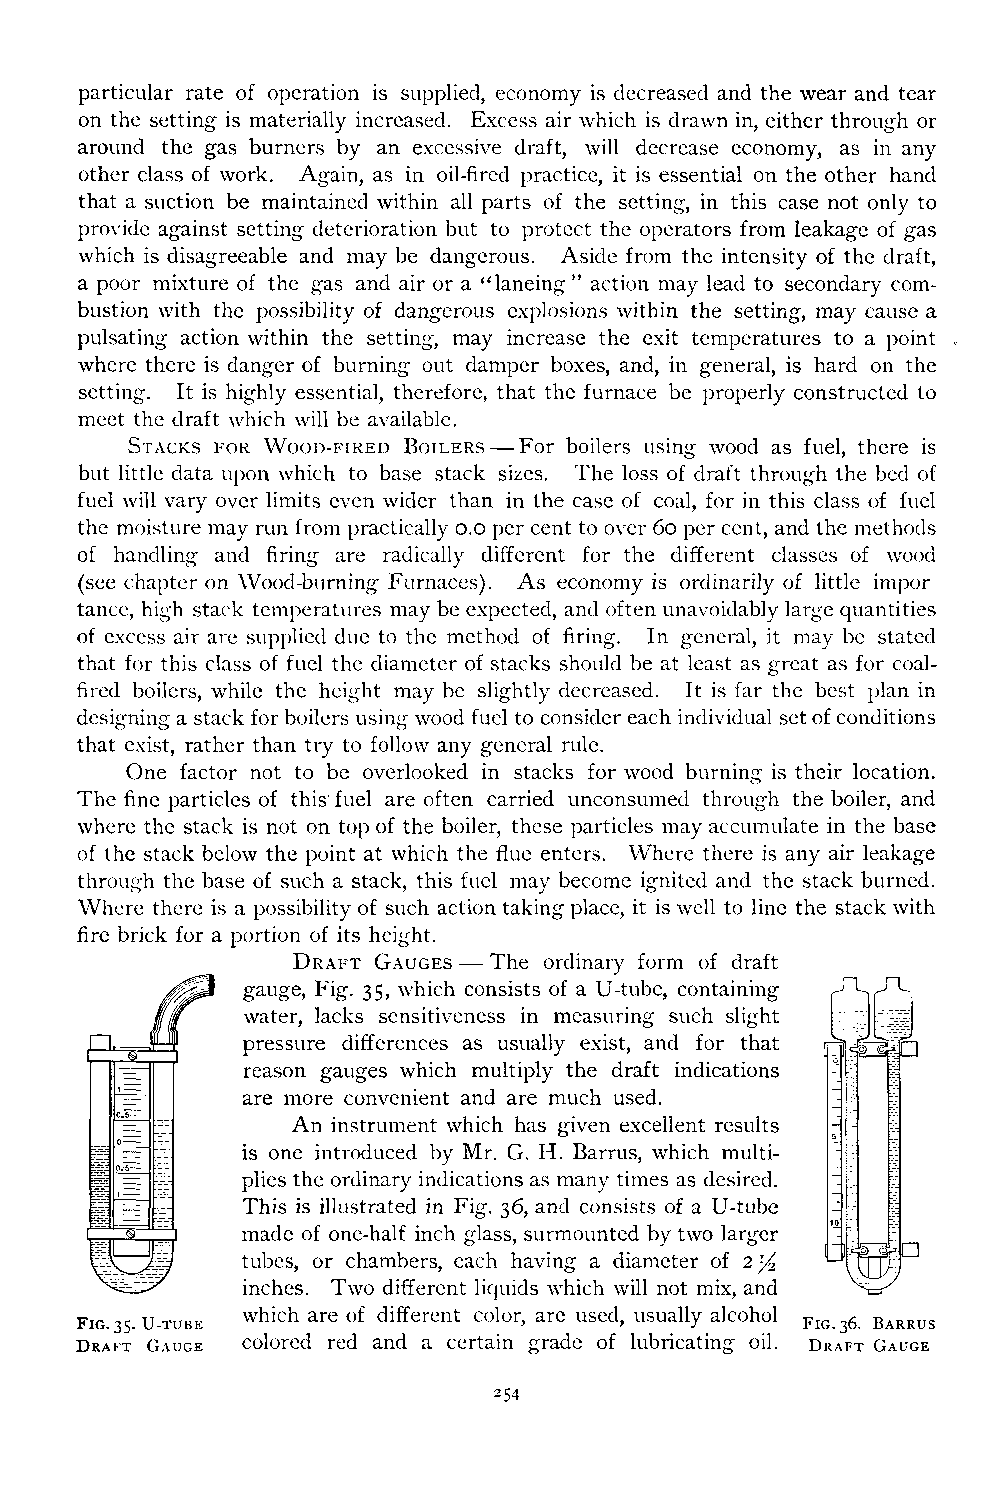 particular rate of operation is supplied, economy is decreased and the wear and tear
on the setting is materially increased. Excess air which is drawn in, either through or
around the gas burners by an excessive draft, will decrease economy, as in any
other class of work. Again, as in oil-fired practice, it is essential on the other hand
that a suction be maintained within all parts of the setting, in this case not only to
provide against setting deterioration but to protect the operators from leakage of gas
which is disagreeable and may be dangerous. Aside from the intensity of the draft,
a poor mixture of the gas and air or a "laneing" action may lead to secondary com-
bustion with the possibility of dangerous explosions within the setting, may cause a
pulsating action within the setting, may increase the exit temperatures to a point
where there is danger of burning out damper boxes, and, in general, is hard on the
setting. It is highly essential, therefore, that the furnace be properly constructed to
meet the draft which will be available.
STACKS FOR WOOD-FIRED BOILERS — For boilers using wood as fuel, there is
but little data upon which to base stack sizes. The loss of draft through the bed of
fuel will vary over limits even wider than in the case of coal, for in this class of fuel
the moisture may run from practically 0.0 per cent to over 60 per cent, and the methods
of handling and firing are radically different for the different classes of wood
(see chapter on Wood-burning Furnaces). As economy is ordinarily of little impor
tance, high stack temperatures may be expected, and often unavoidably large quantities
of excess air are supplied due to the method of firing. In general, it may be stated
that for this class of fuel the diameter of stacks should be at least as great as for coal-
fired boilers, while the height may be slightly decreased. It is far the best plan in
designing a stack for boilers using wood fuel to consider each individual set of conditions
that exist, rather than try to follow any general rule.
One factor not to be overlooked in stacks for wood burning is their location.
The fine particles of this fuel are often carried unconsumed through the boiler, and
where the stack is not on top of the boiler, these particles may accumulate in the base
of the stack below the point at which the flue enters. Where there is any air leakage
through the base of such a stack, this fuel may become ignited and the stack burned.
Where there is a possibility of such action taking place, it is well to line the stack with
fire brick for a portion of its height.
DRAFT GAUGES — The ordinary form of draft
gauge, Fig. 35, which consists of a U-tube, containing
water, lacks sensitiveness in measuring such slight
pressure differences as usually exist, and for that
reason gauges which multiply the draft indications
are more convenient and are much used.
An instrument which has given excellent results
is one introduced by Mr. G. H. Barrus, which multi-
plies the ordinary indications as many times as desired.
This is illustrated in Fig. 36, and consists of a U-tube
made of one-half inch glass, surmounted by two larger
tubes, or chambers, each having a diameter of 2½
inches. Two different liquids which will not mix, and
which are of different color, are used, usually alcohol
colored red and a certain grade of lubricating oil.
1
0.5
0
0.5
1
FIG. 35. U-TUBE
DRAFT GAUGE
0
5
10
FIG. 36. BARRUS
DRAFT GAUGE
254